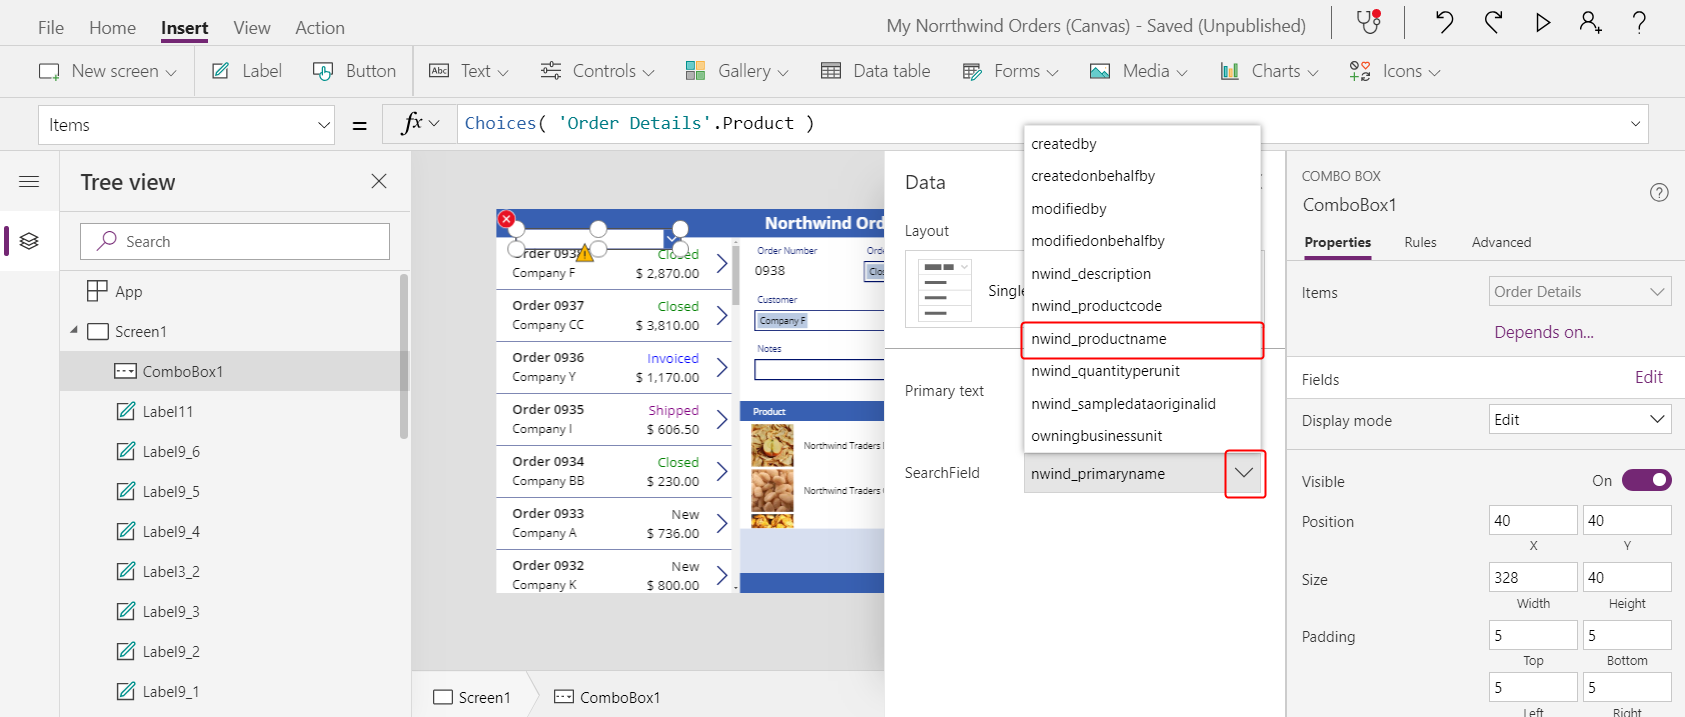 File Home Insert View Action
My Norrthwind Orders (Canvas) - Saved (Unpublished)
New screen Label Button Abc Text Controls Gallery Data table Forms Media Charts Icons
Items = fx Choices( 'Order Details'.Product )
Tree view
Search
App
Screen1
ComboBox1
Label11
Label9_6
Label9_5
Label9_4
Label3_2
Label9_3
Label9_2
Label9_1
Northwind Ord
Order 0938 Closed
Company F $ 2,870.00
Order 0937 Closed
Company CC $ 3,810.00
Order 0936 Invoiced
Company Y $ 1,170.00
Order 0935 Shipped
Company I $ 606.50
Order 0934 Closed
Company BB $ 230.00
Order 0933 New
Company A $ 736.00
Order 0932 New
Company K $ 800.00
Order Number
0938
Orde
Clos
Customer
Company F
Notes
Product
Northwind Traders
Northwind Traders
Screen1 ComboBox1
Data
Layout
Single
Primary text
SearchField
createdby
createdonbehalfby
modifiedby
modifiedonbehalfby
nwind_description
nwind_productcode
nwind_productname
nwind_quantityperunit
nwind_sampledataoriginalid
owningbusinessunit
nwind_primaryname
COMBO BOX
ComboBox1
Properties Rules Advanced
Items Order Details
Depends on...
Fields Edit
Display mode Edit
Visible On
Position 40 40
X Y
Size 328 40
Width Height
Padding 5 5
Top Bottom
5 5
Left Right